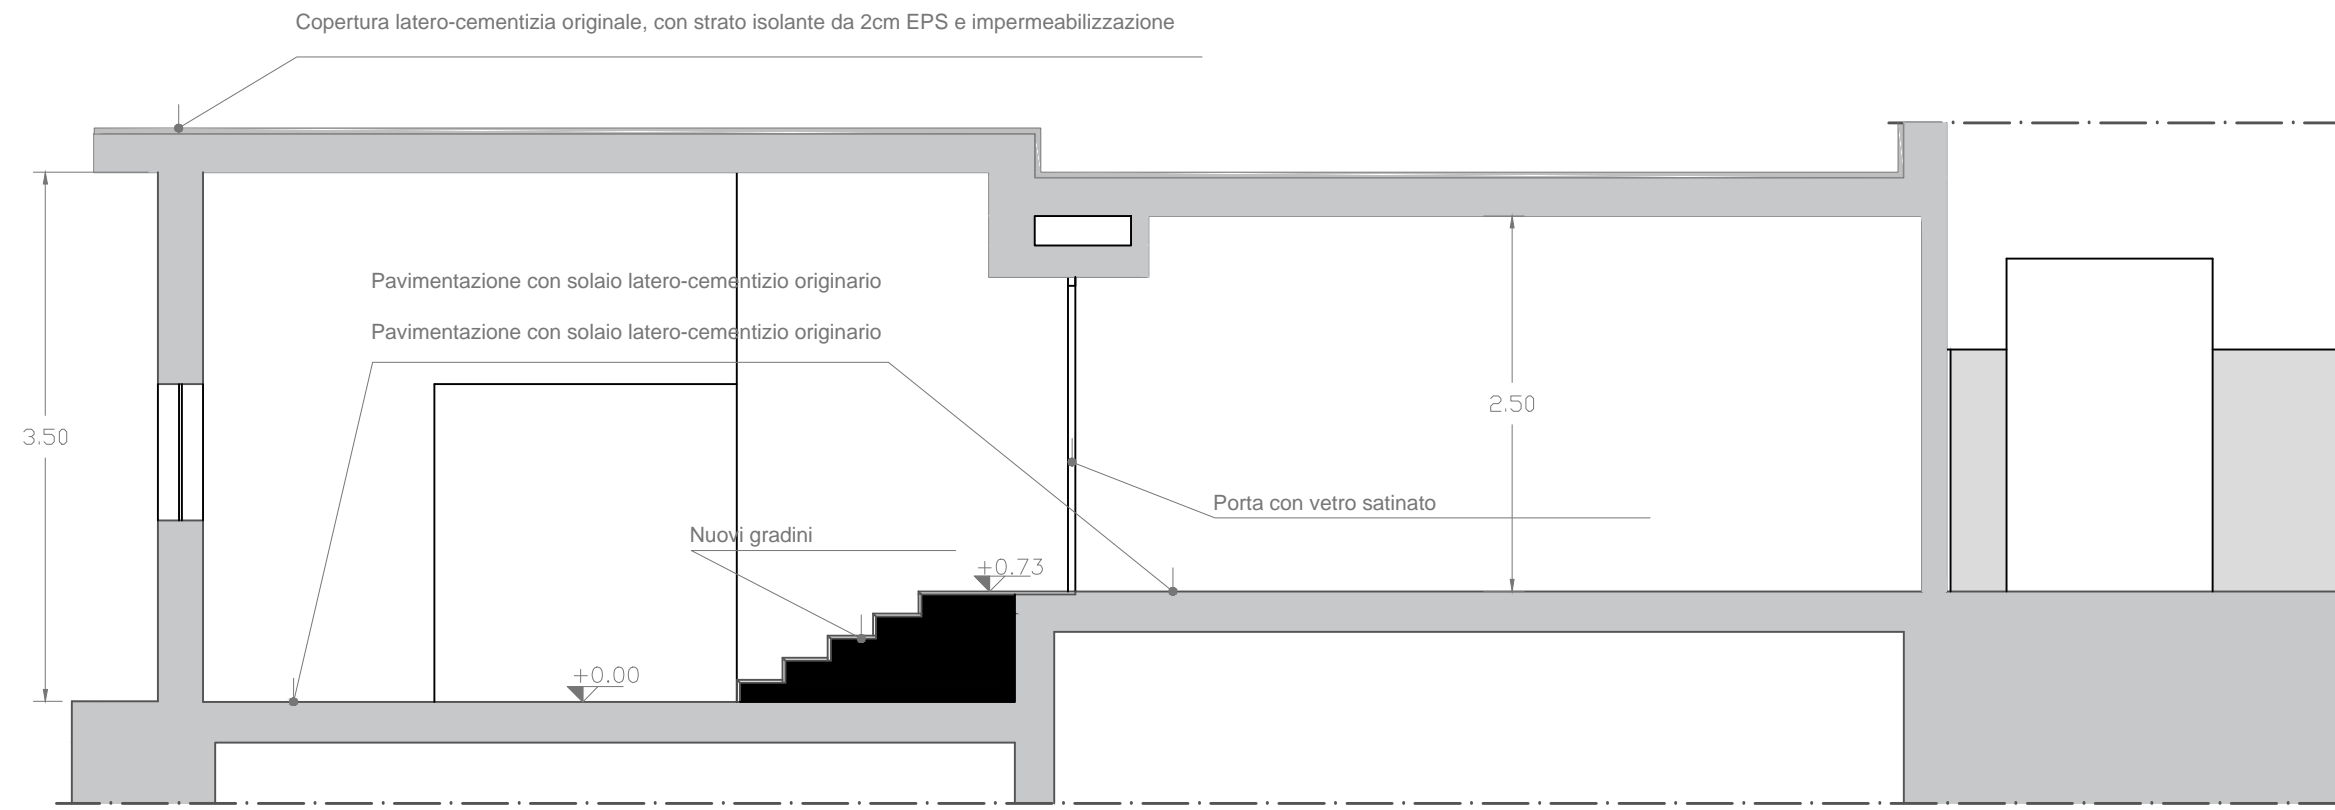 Copertura latero-cementizia originale, con strato isolante da 2cm EPS e impermeabilizzazione
Pavimentazione con solaio latero-cementizio originario
Pavimentazione con solaio latero-cementizio originario
2.50
3.50
Porta con vetro satinato
Nuovi gradini
+0.73
+0.00